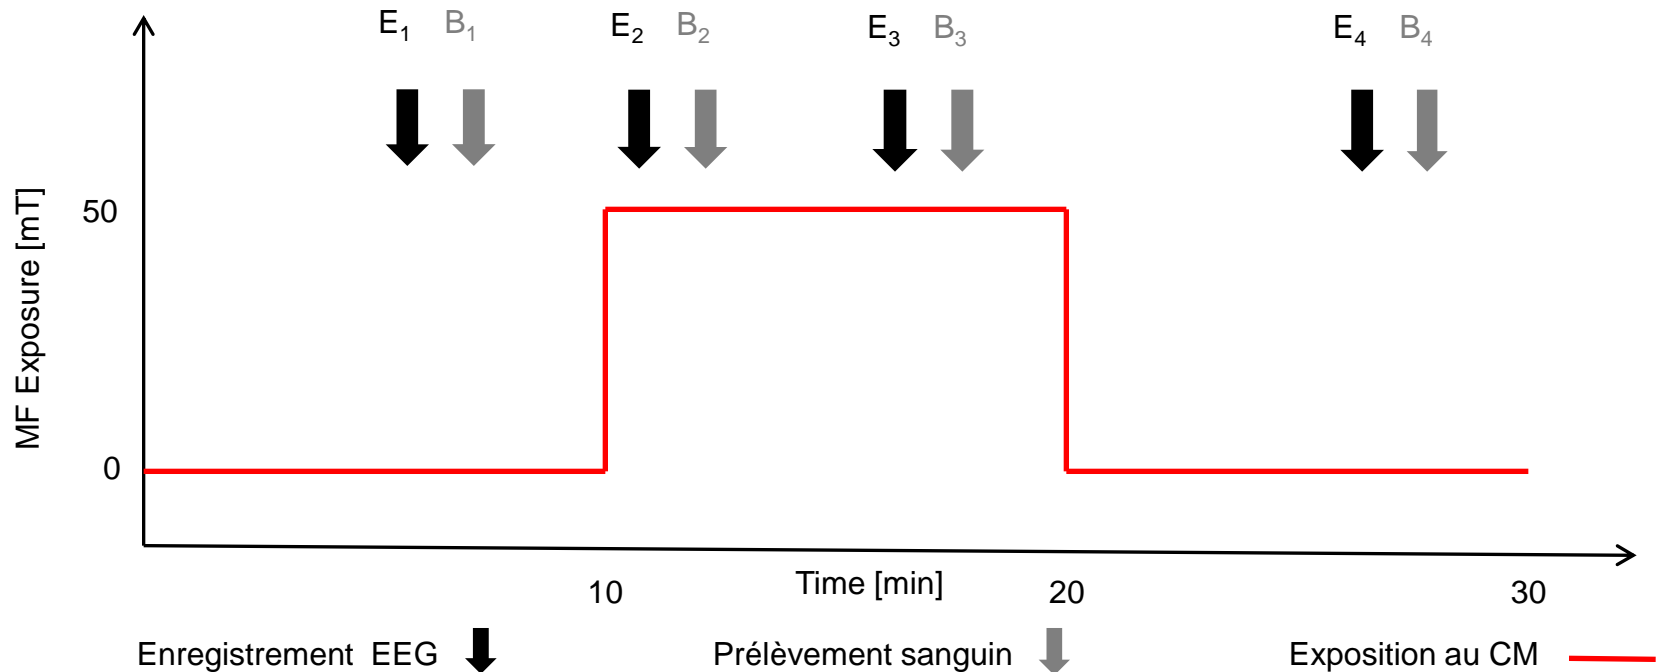 E1 B1 E2 B2 E3 B3 E4 B4
MF Exposure [mT]
50
0
10 Time [min] 20 30
Enregistrement EEG Prélèvement sanguin Exposition au CM